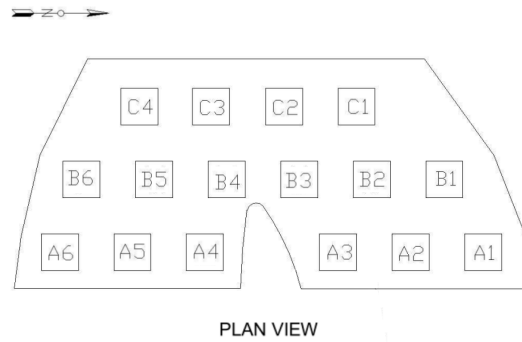 N
C4 C3 C2 C1
B6 B5 B4 B3 B2 B1
A6 A5 A4 A3 A2 A1
PLAN VIEW